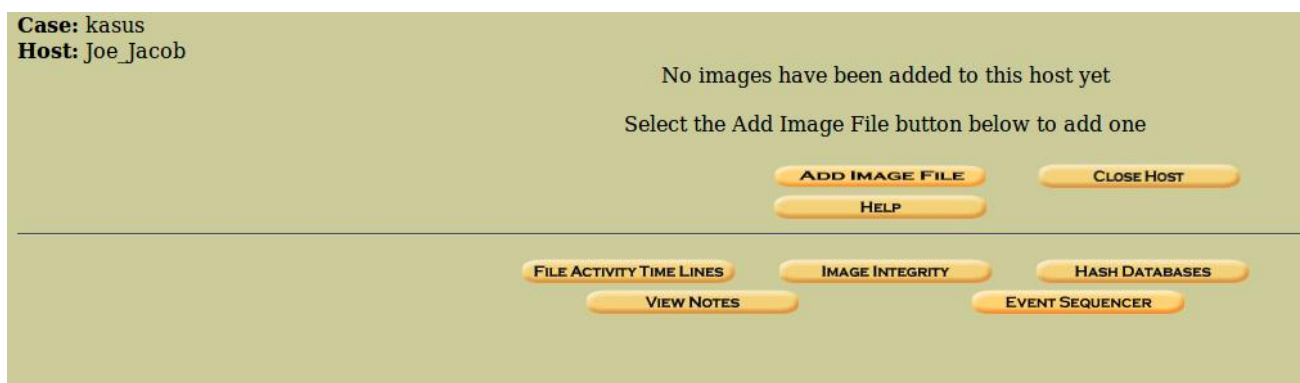 Case: kasus
Host: Joe_Jacob
No images have been added to this host yet
Select the Add Image File button below to add one
ADD IMAGE FILE
CLOSE HOST
HELP
FILE ACTIVITY TIME LINES
IMAGE INTEGRITY
HASH DATABASES
VIEW NOTES
EVENT SEQUENCER